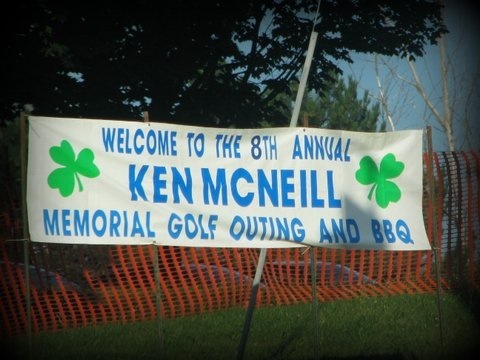 WELCOME TO THE 8TH ANNUAL
KEN MCNEILL
MEMORIAL GOLF OUTING AND BBQ